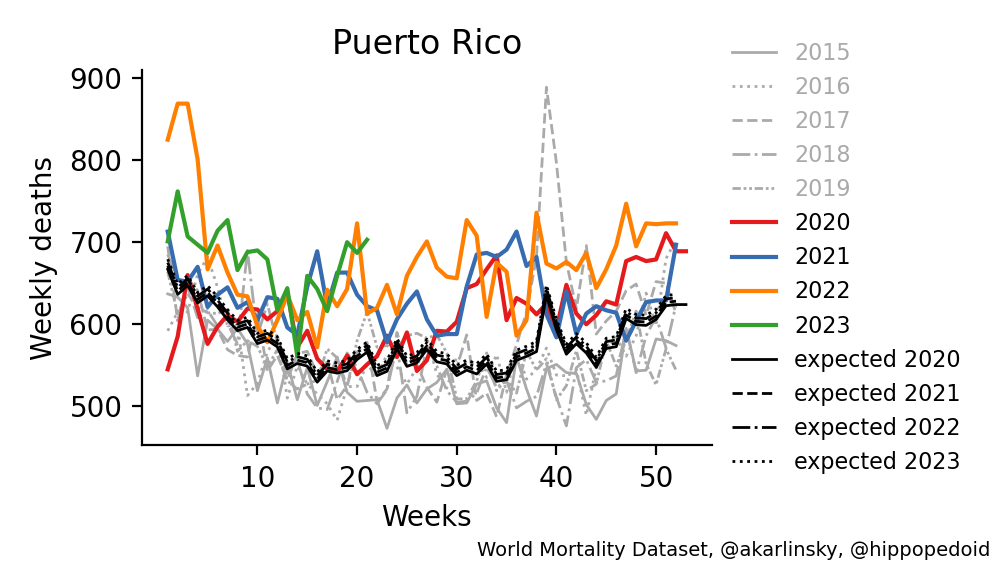 Puerto Rico
Weekly deaths
900
800
700
600
500
10
20
30
40
50
Weeks
2015
2016
2017
2018
2019
2020
2021
2022
2023
expected 2020
expected 2021
expected 2022
expected 2023
World Mortality Dataset, @akarlinsky, @hippopedoid